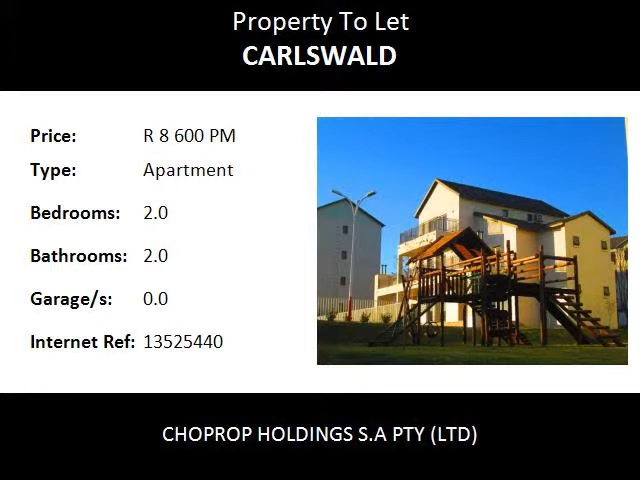 Property To Let
CARLSWALD
Price: R 8 600 PM
Type: Apartment
Bedrooms: 2.0
Bathrooms: 2.0
Garage/s: 0.0
Internet Ref: 13525440
CHOPROP HOLDINGS S.A PTY (LTD)